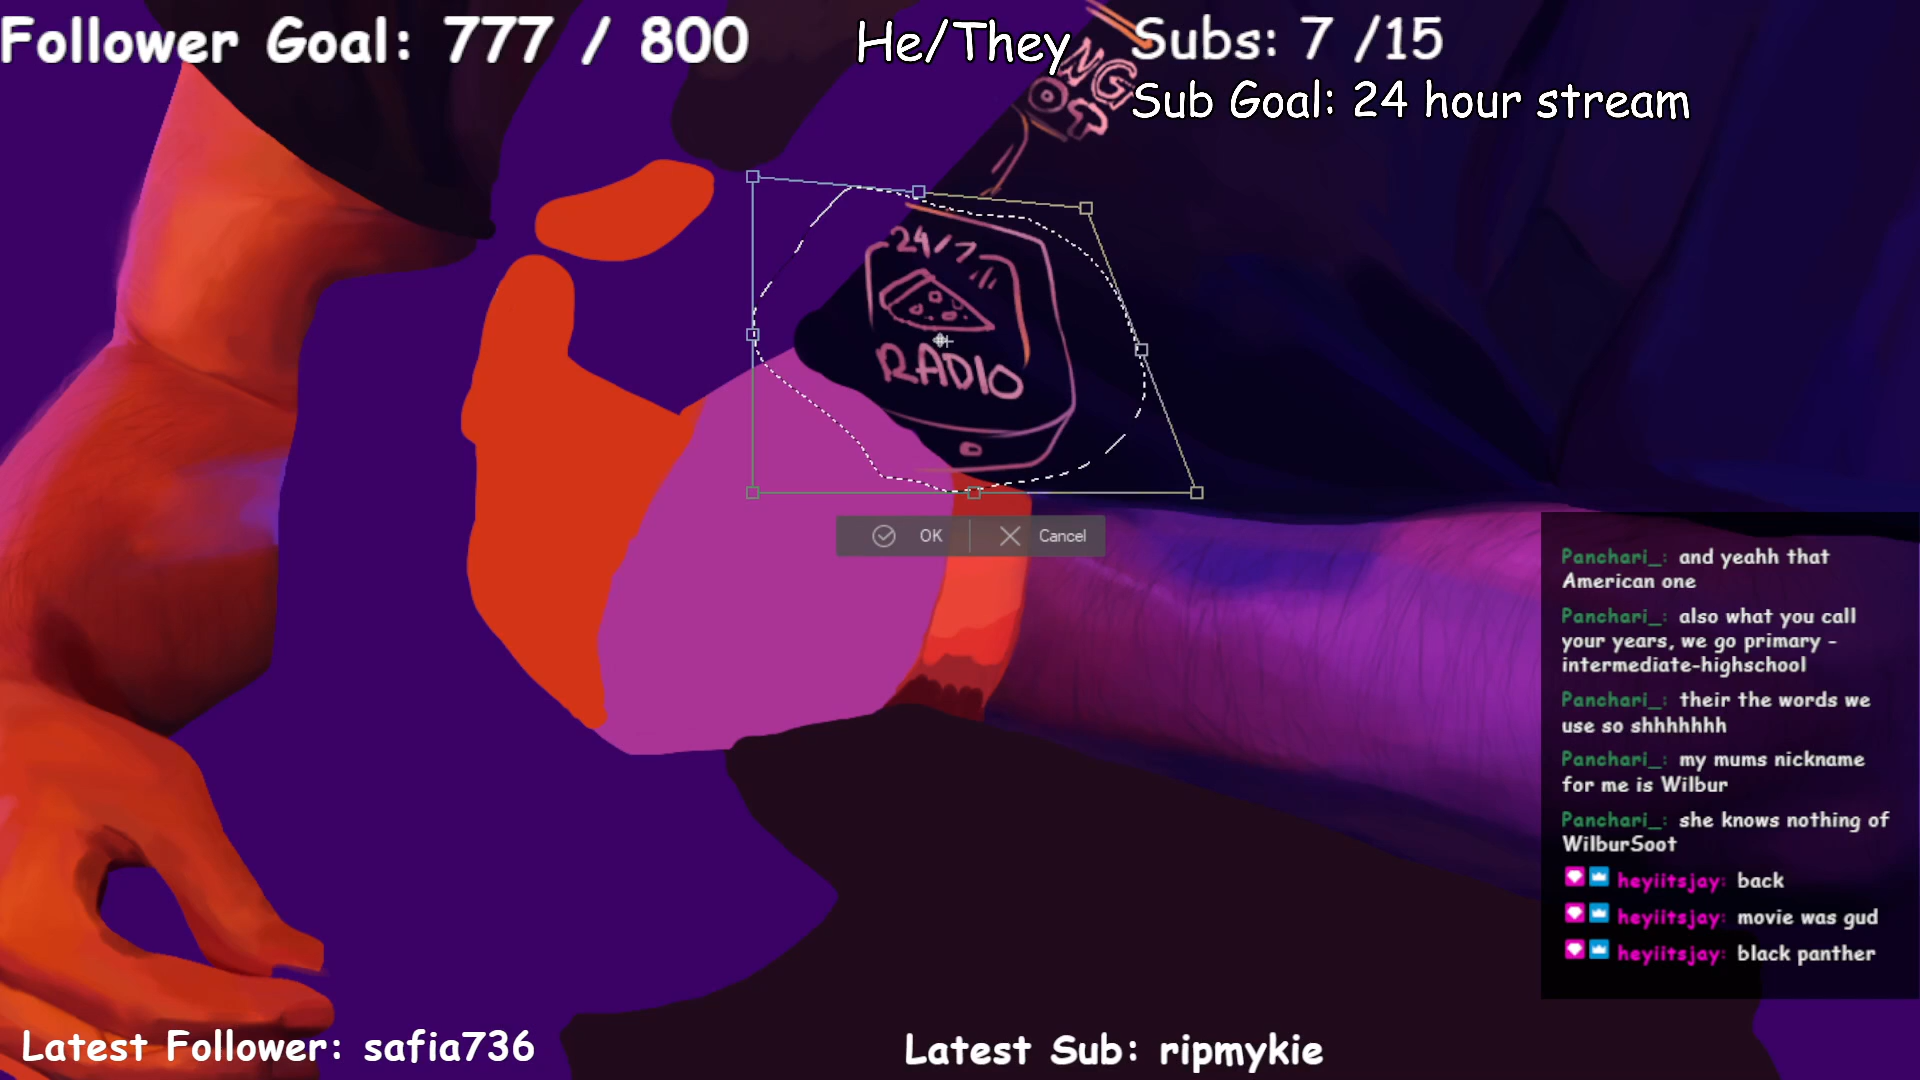 Follower Goal: 777 / 800
He/They
Subs: 7 /15
Sub Goal: 24 hour stream
NG
OT
24/7
RADIO
OK
Cancel
Panchari_: and yeahh that
American one
Panchari_: also what you call
your years, we go primary -
intermediate-highschool
Panchari_: their the words we
use so shhhhhhh
Panchari_: my mums nickname
for me is Wilbur
Panchari_: she knows nothing of
WilburSoot
heyiitsjay: back
heyiitsjay: movie was gud
heyiitsjay: black panther
Latest Follower: safia736
Latest Sub: ripmykie